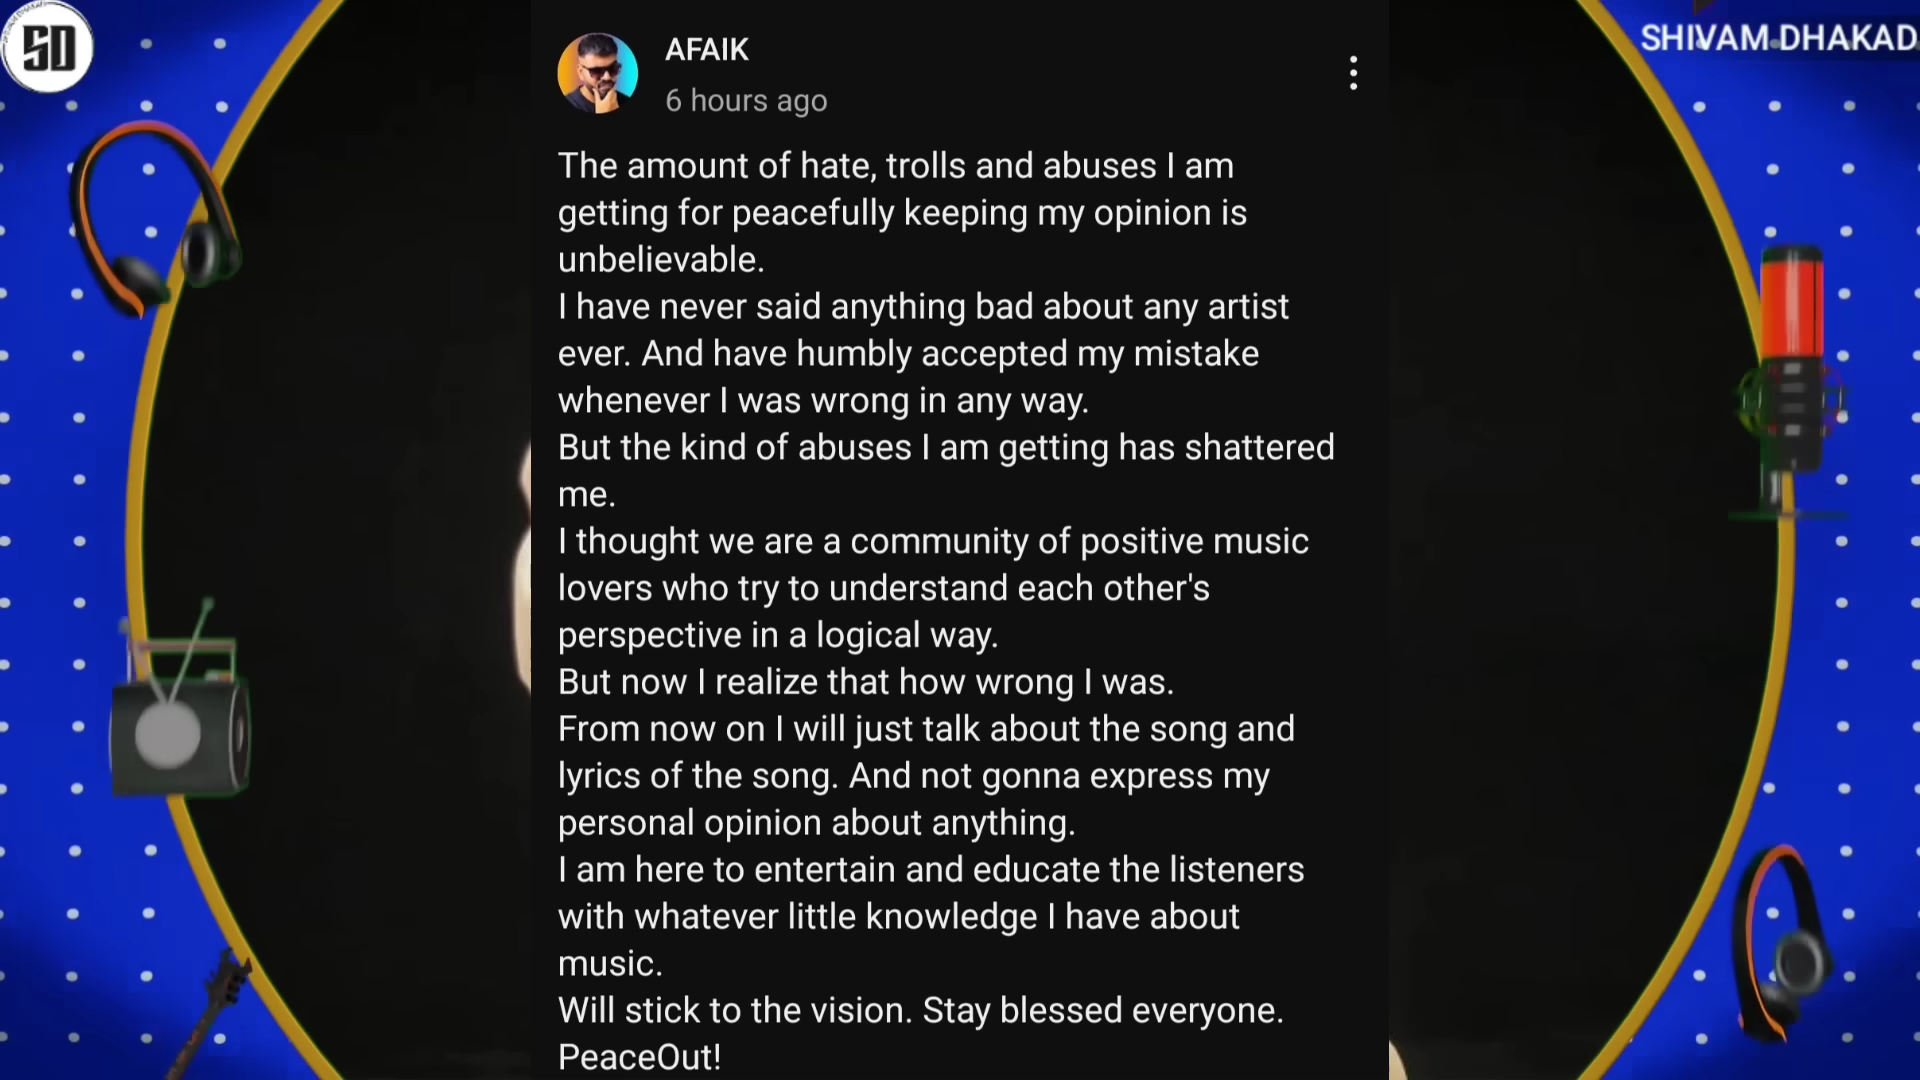 SD
SHIVAM DHAKAD
AFAIK
6 hours ago
The amount of hate, trolls and abuses I am
getting for peacefully keeping my opinion is
unbelievable.
I have never said anything bad about any artist
ever. And have humbly accepted my mistake
whenever I was wrong in any way.
But the kind of abuses I am getting has shattered
me.
I thought we are a community of positive music
lovers who try to understand each other's
perspective in a logical way.
But now I realize that how wrong I was.
From now on I will just talk about the song and
lyrics of the song. And not gonna express my
personal opinion about anything.
I am here to entertain and educate the listeners
with whatever little knowledge I have about
music.
Will stick to the vision. Stay blessed everyone.
PeaceOut!